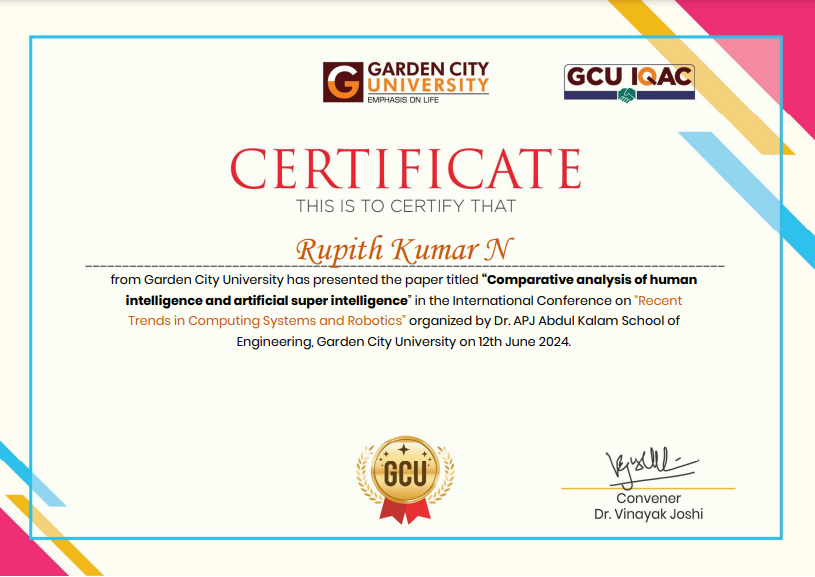 GARDEN CITY
UNIVERSITY
EMPHASIS ON LIFE
GCU IQAC
CERTIFICATE
THIS IS TO CERTIFY THAT
Rupith Kumar N
from Garden City University has presented the paper titled “Comparative analysis of human
intelligence and artificial super intelligence” in the International Conference on “Recent
Trends in Computing Systems and Robotics” organized by Dr. APJ Abdul Kalam School of
Engineering, Garden City University on 12th June 2024.
GCU
Convener
Dr. Vinayak Joshi